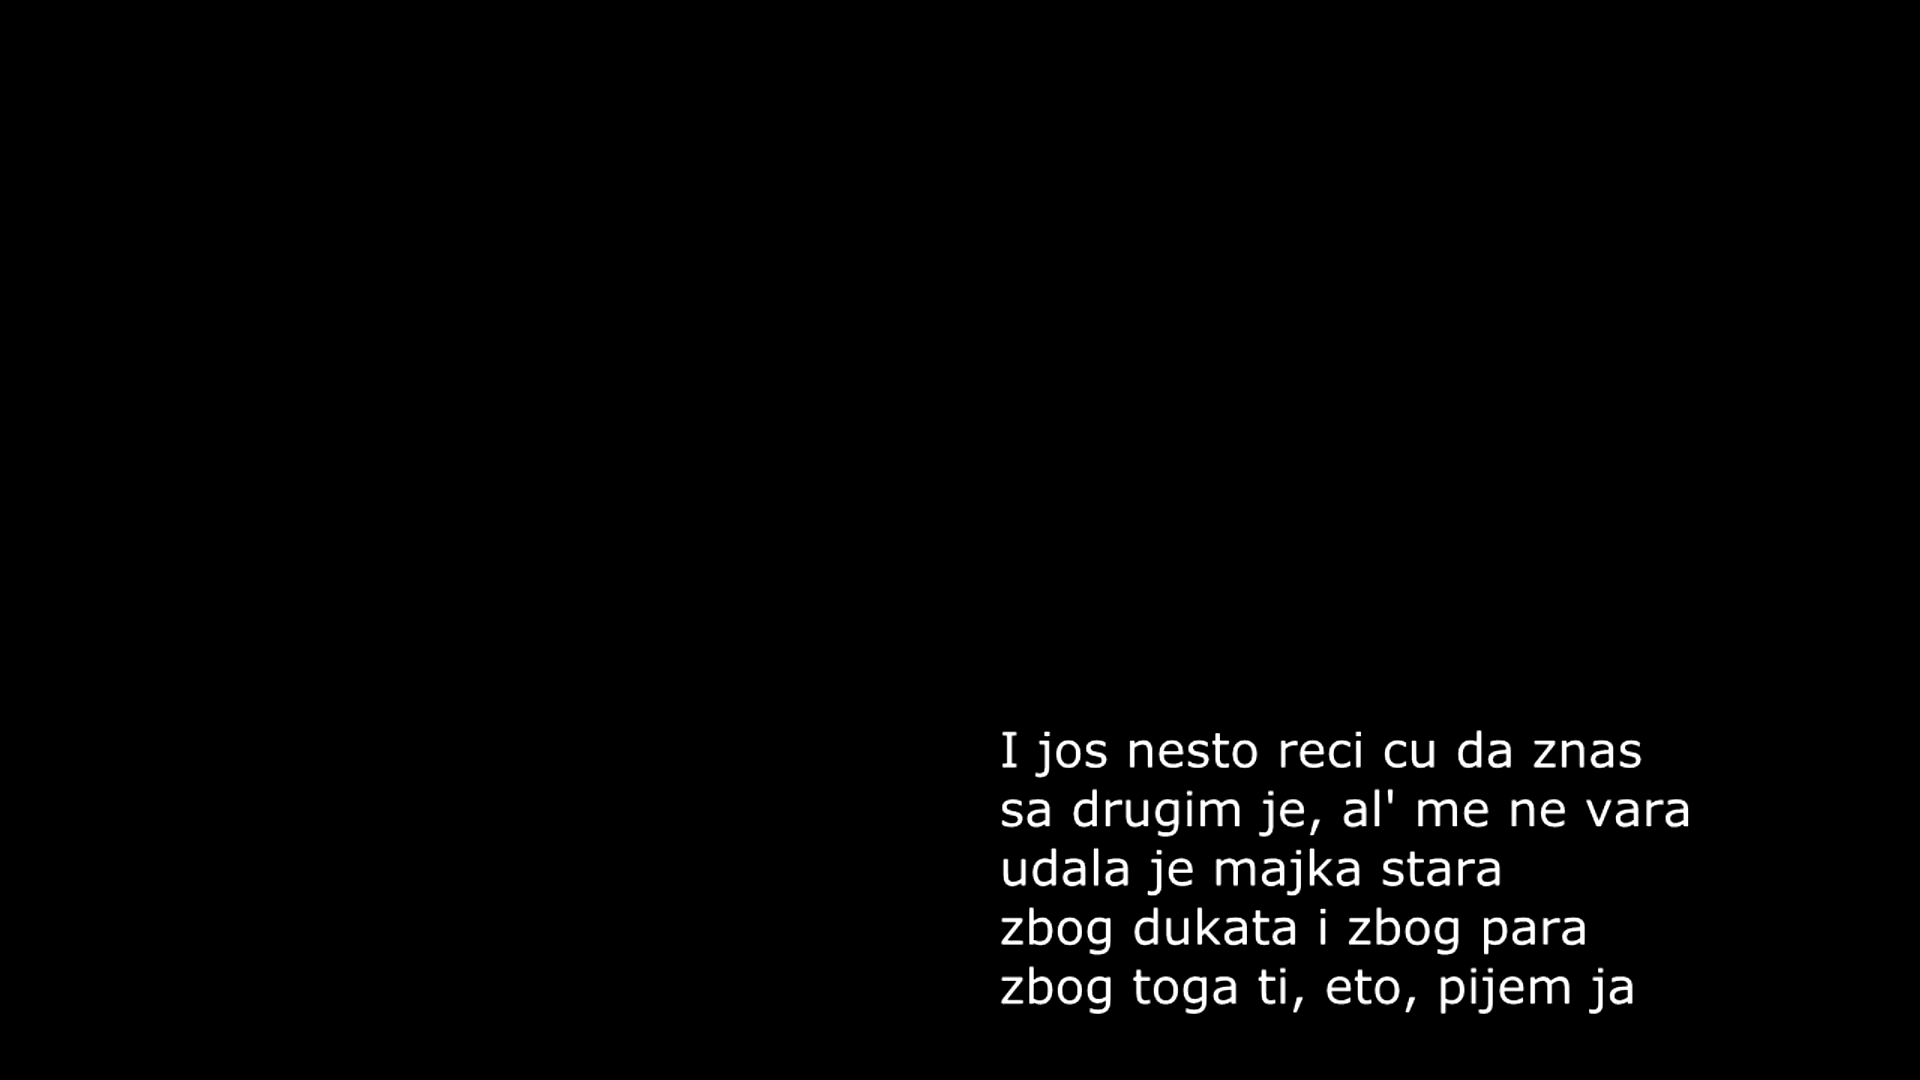 I jos nesto reci cu da znas
sa drugim je, al' me ne vara
udala je majka stara
zbog dukata i zbog para
zbog toga ti, eto, pijem ja